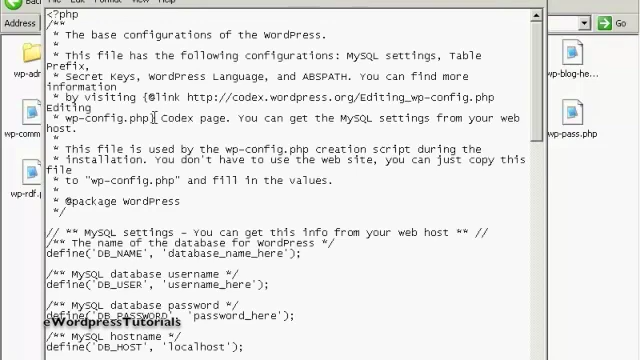 Back
Edit
Format
View
Help
Address
Go
<?php
/**
* The base configurations of the WordPress.
*
* This file has the following configurations: MySQL settings, Table
Prefix,
* Secret Keys, WordPress Language, and ABSPATH. You can find more
information
* by visiting {@link http://codex.wordpress.org/Editing_wp-config.php
Editing
* wp-config.php} Codex page. You can get the MySQL settings from your web
host.
*
* This file is used by the wp-config.php creation script during the
* installation. You don't have to use the web site, you can just copy this
file
* to "wp-config.php" and fill in the values.
*
* @package WordPress
*/
// ** MySQL settings - You can get this info from your web host ** //
/** The name of the database for WordPress */
define('DB_NAME', 'database_name_here');
/** MySQL database username */
define('DB_USER', 'username_here');
/** MySQL database password */
define('DB_PASSWORD', 'password_here');
/** MySQL hostname */
define('DB_HOST', 'localhost');
wp-ad
wp-comm
wp-rdf.p
wp-blog-he...
wp-pass.php
eWordpressTutorials